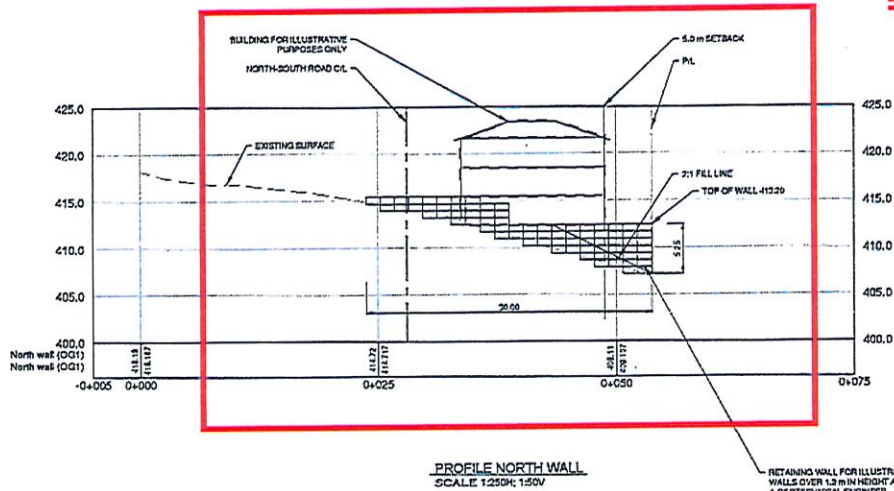 BUILDING FOR ILLUSTRATIVE
PURPOSES ONLY
5.0 m SETBACK
NORTH-SOUTH ROAD C/L
P/L
425.0
425.0
EXISTING SURFACE
420.0
420.0
2:1 FILL LINE
TOP OF WALL
415.0
415.0
410.0
410.0
5.25
405.0
405.0
400.0
400.0
North wall (OG1)
North wall (OG1)
-0+005
0+000
0+025
0+050
0+075
PROFILE NORTH WALL
SCALE 1:250H; 1:50V
RETAINING WALL FOR ILLUSTR
WALLS OVER 1.2 m IN HEIGHT